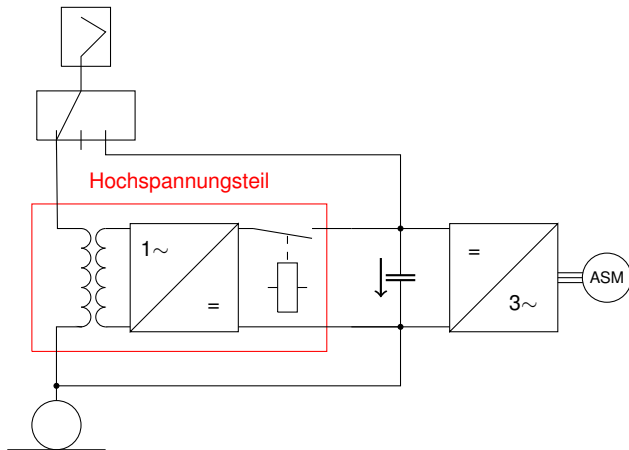 Hochspannungsteil
1∼
=
=
3∼
ASM